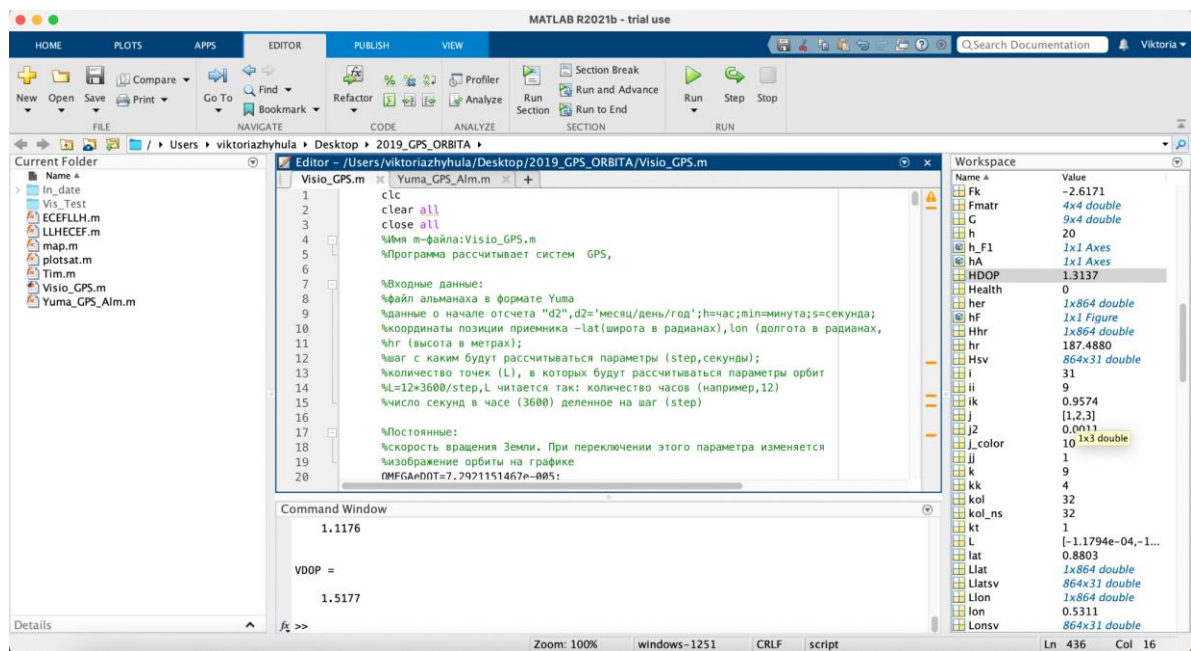 MATLAB R2021b - trial use
HOME PLOTS APPS EDITOR PUBLISH VIEW Search Documentation Viktoria
New Open Save Compare Print Go To Find Bookmark Refactor Profiler Analyze Run Section Section Break Run and Advance Run to End Run Step Stop
FILE NAVIGATE CODE ANALYZE SECTION RUN
/ Users viktoriazhyhula Desktop 2019_GPS_ORBITA
Current Folder
Name
In_date
Vis_Test
ECEFLLH.m
LLHECEF.m
map.m
plotsat.m
Tim.m
Visio_GPS.m
Yuma_GPS_Alm.m
Details
Editor - /Users/viktoriazhyhula/Desktop/2019_GPS_ORBITA/Visio_GPS.m
Visio_GPS.m Yuma_GPS_Alm.m +
1 clc
2 clear all
3 close all
4 %Имя m-файла:Visio_GPS.m
5 %Программа рассчитывает систем GPS,
6
7 %Входные данные:
8 %файл альманаха в формате Yuma
9 %данные о начале отсчета "d2",d2='месяц/день/год';h=час;min=минута;s=секунда;
10 %координаты позиции приемника -lat(широта в радианах),lon (долгота в радианах,
11 %hr (высота в метрах);
12 %шаг с каким будут рассчитываться параметры (step,секунды);
13 %количество точек (L), в которых будут рассчитываться параметры орбит
14 %L=12*3600/step,L читается так: количество часов (например,12)
15 %число секунд в часе (3600) деленное на шаг (step)
16
17 %Постоянные:
18 %скорость вращения Земли. При переключении этого параметра изменяется
19 %изображение орбиты на графике
20 OMEGAeDOT=7.2921151467e-005;
Command Window
1.1176
VDOP =
1.5177
fx >>
Workspace
Name Value
Fk -2.6171
Fmatr 4x4 double
G 9x4 double
h 20
h_F1 1x1 Axes
hA 1x1 Axes
HDOP 1.3137
Health 0
her 1x864 double
hF 1x1 Figure
Hhr 1x864 double
hr 187.4880
Hsv 864x31 double
i 31
ii 9
ik 0.9574
j [1,2,3]
j2 0.0011
j_color 10 1x3 double
jj 1
k 9
kk 4
kol 32
kol_ns 32
kt 1
L [-1.1794e-04,-1...
lat 0.8803
Llat 1x864 double
Llatsv 864x31 double
Llon 1x864 double
lon 0.5311
Lonsv 864x31 double
Zoom: 100% windows-1251 CRLF script Ln 436 Col 16